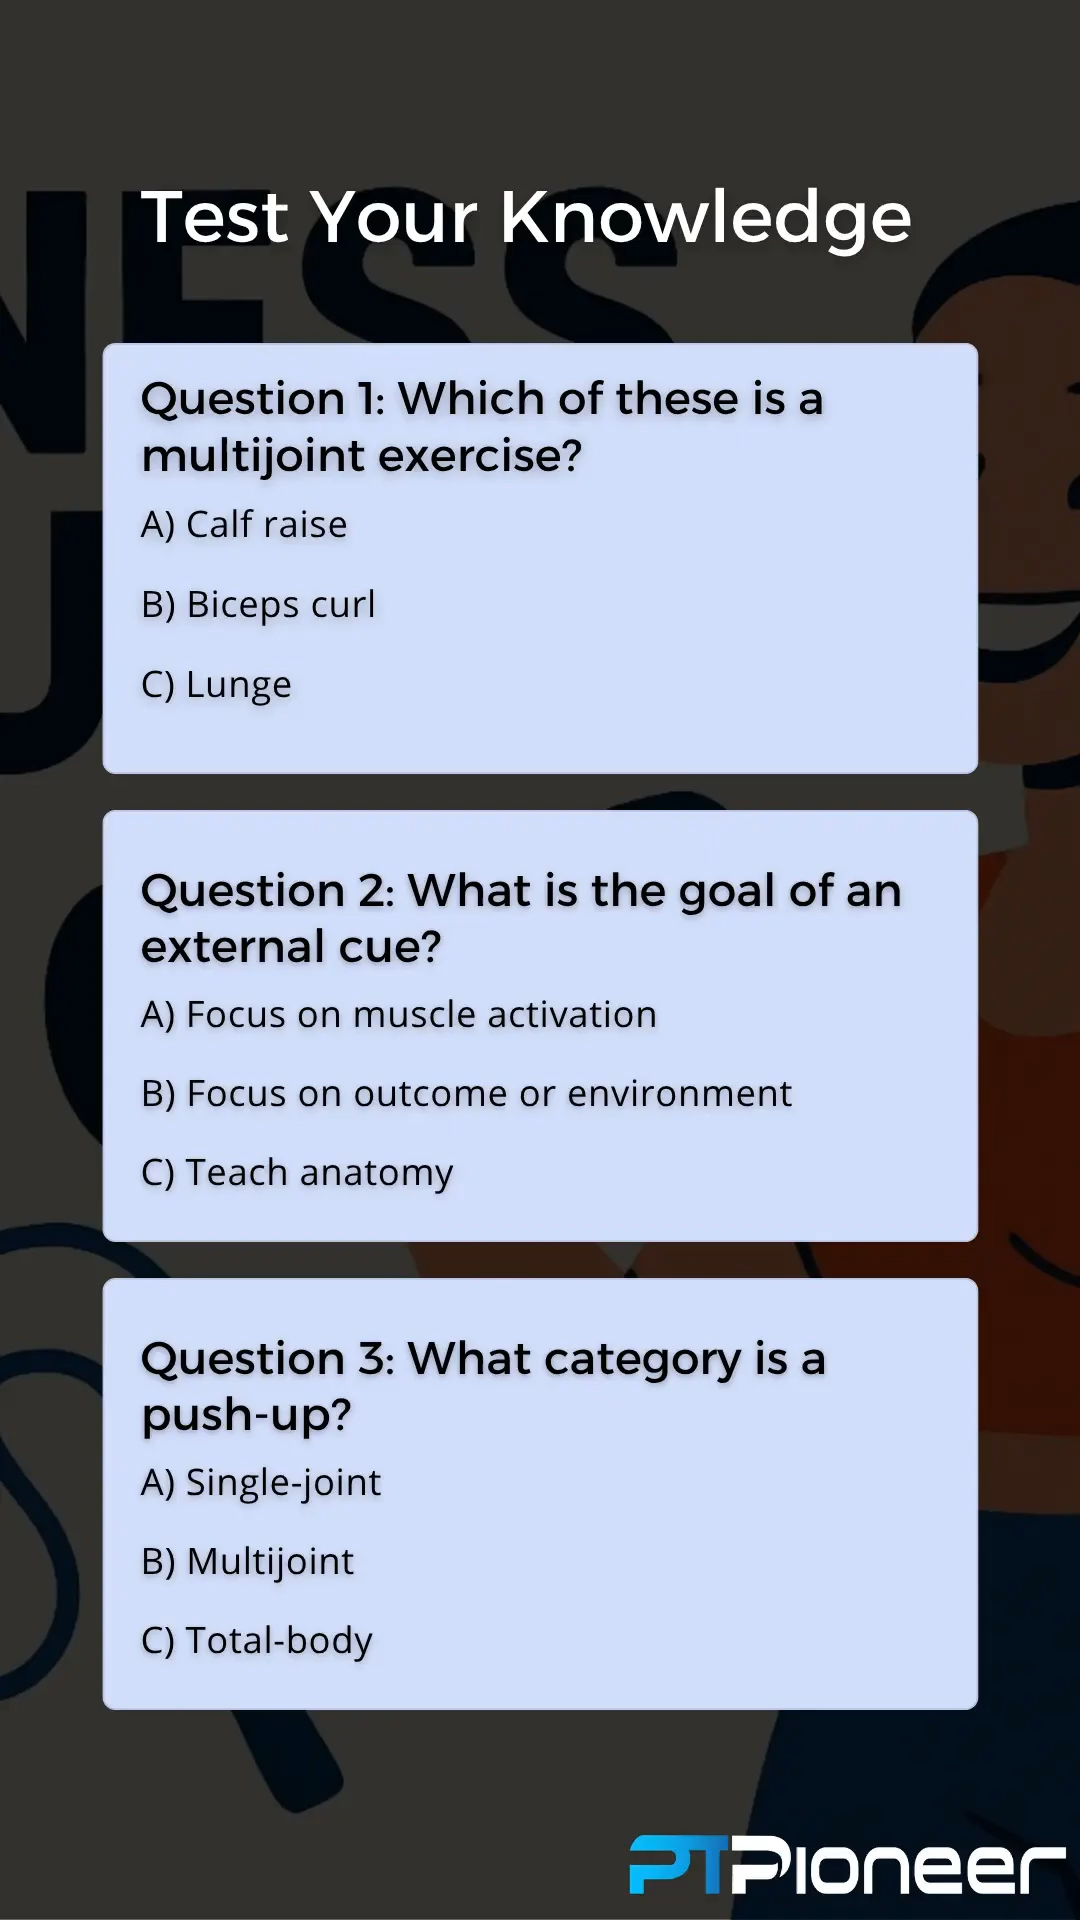 NESS
Test Your Knowledge
Question 1: Which of these is a
multijoint exercise?
A) Calf raise
B) Biceps curl
C) Lunge
Question 2: What is the goal of an
external cue?
A) Focus on muscle activation
B) Focus on outcome or environment
C) Teach anatomy
Question 3: What category is a
push-up?
A) Single-joint
B) Multijoint
C) Total-body
PTPioneer